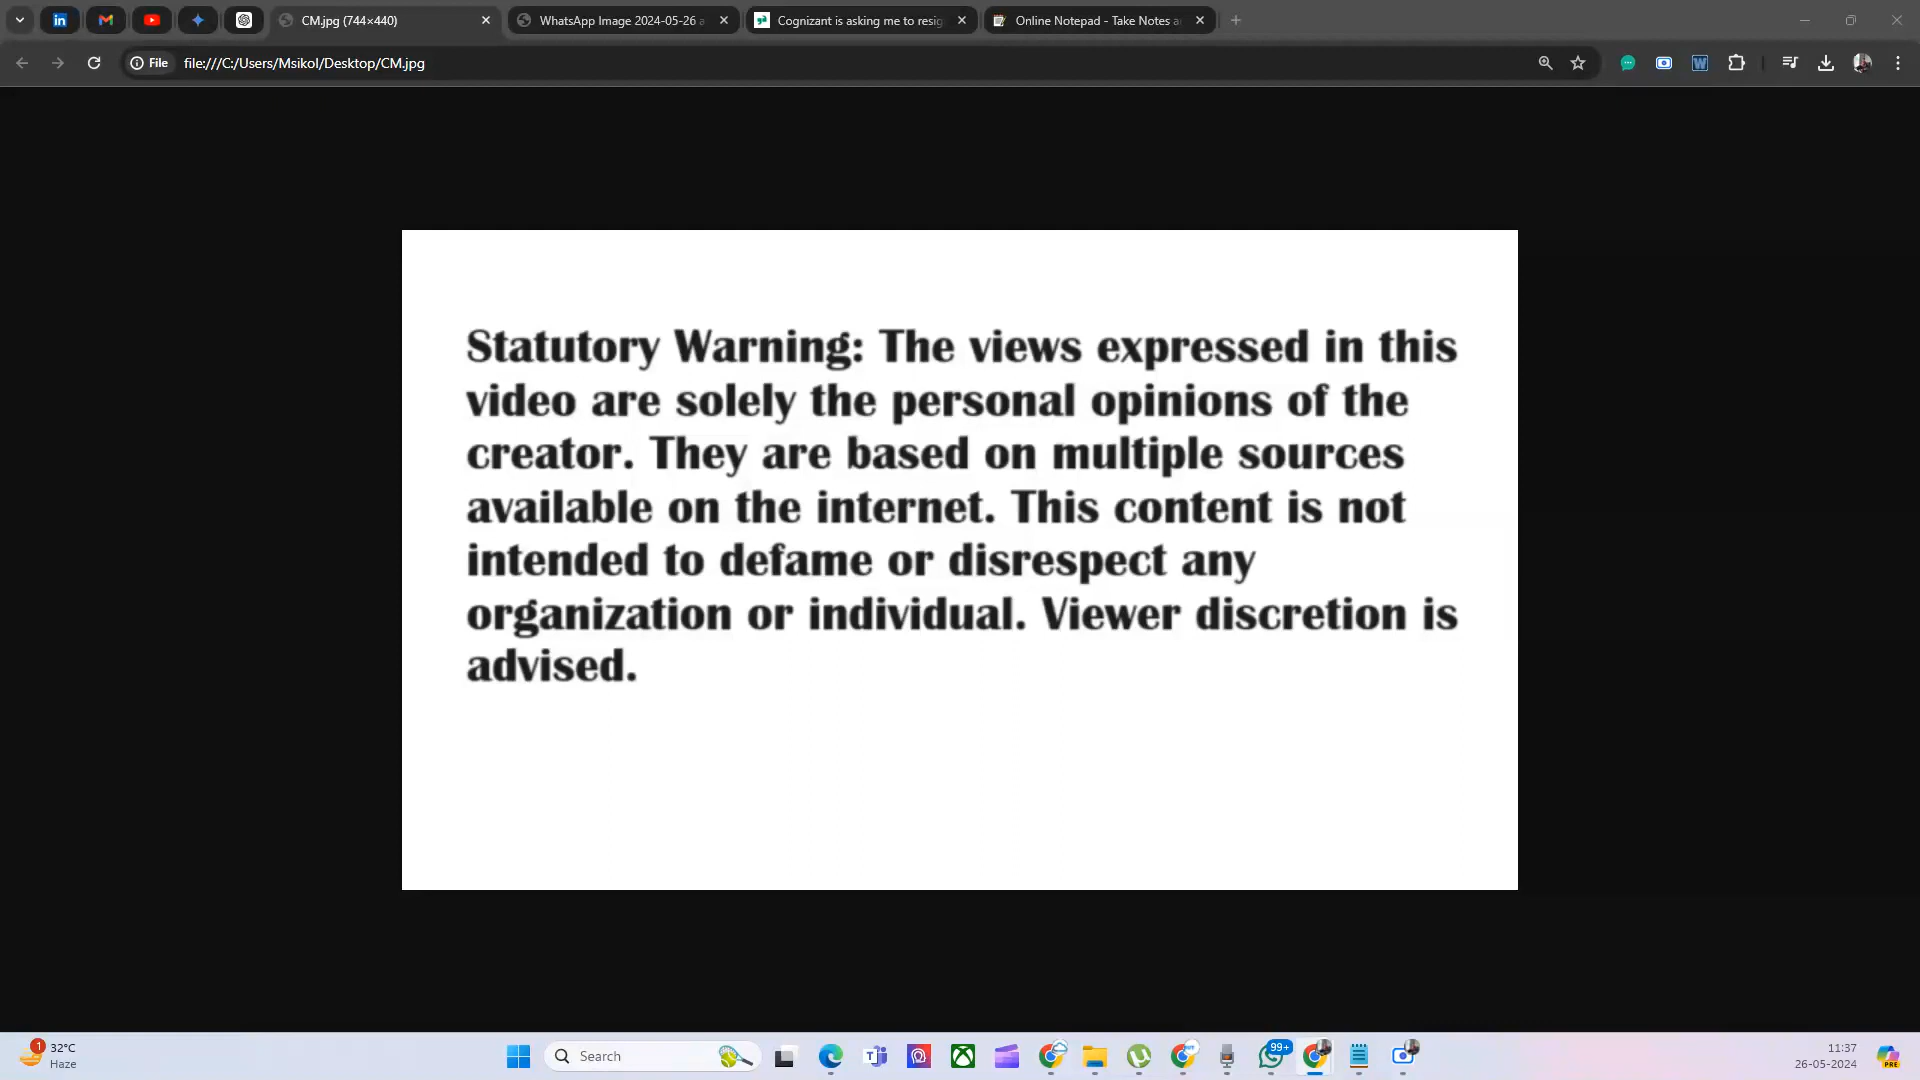 CM.jpg (744×440)
WhatsApp Image 2024-05-26 a
Cognizant is asking me to resig
Online Notepad - Take Notes a
File
file:///C:/Users/Msikol/Desktop/CM.jpg
Statutory Warning: The views expressed in this
video are solely the personal opinions of the
creator. They are based on multiple sources
available on the internet. This content is not
intended to defame or disrespect any
organization or individual. Viewer discretion is
advised.
1
32°C
Haze
Search
99+
11:37
26-05-2024
PRE